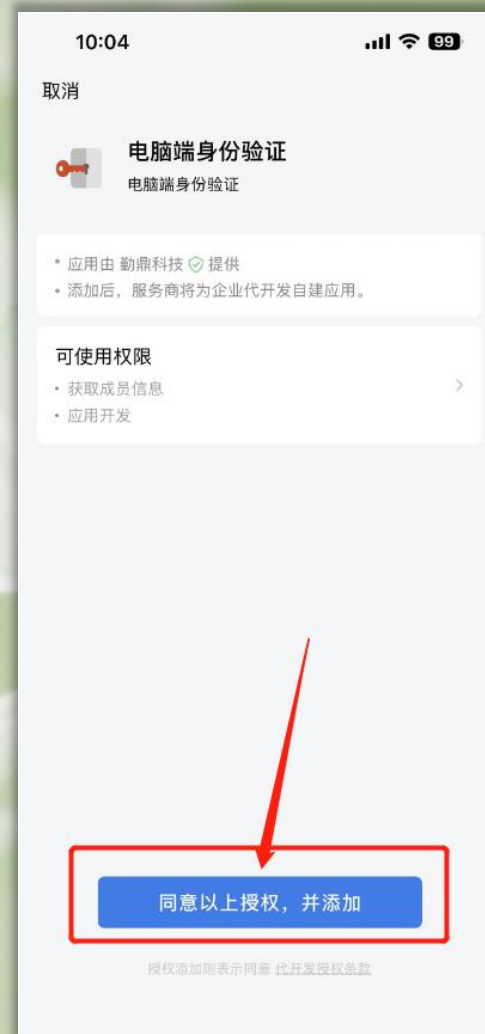 10:04
99
取消
电脑端身份验证
电脑端身份验证
• 应用由 勤鼎科技 提供
• 添加后，服务商将为企业代开发自建应用。
可使用权限
• 获取成员信息
• 应用开发
同意以上授权，并添加
授权添加则表示同意 代开发授权条款